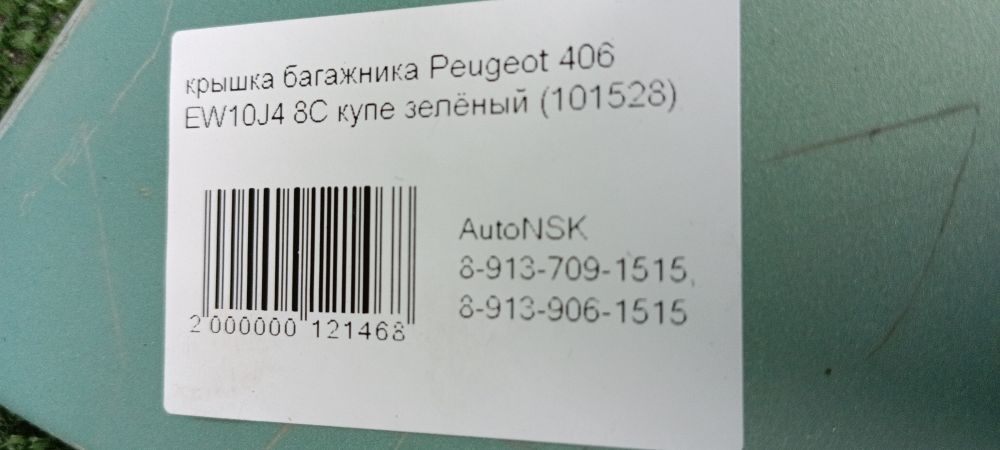 крышка багажника Peugeot 406
EW10J4 8C купе зелёный (101528)
AutoNSK
8-913-709-1515,
8-913-906-1515
2 000000 121468